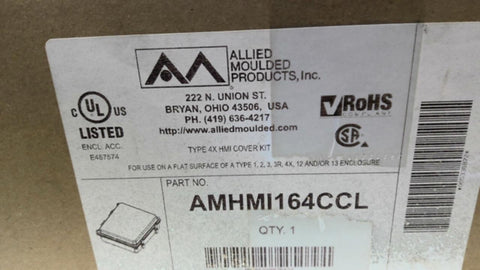 ALLIED
MOULDED
PRODUCTS, Inc.
222 N. UNION ST.
BRYAN, OHIO 43506, USA
PH. (419) 636-4217
http://www.alliedmoulded.com
C UL US
LISTED
ENCL. ACC.
E457574
RoHS
COMPLIANT
SA
TYPE 4X HMI COVER KIT
FOR USE ON A FLAT SURFACE OF A TYPE 1, 2, 3, 3R, 4X, 12 AND/OR 13 ENCLOSURE
PART NO.
AMHMI164CCL
QTY. 1